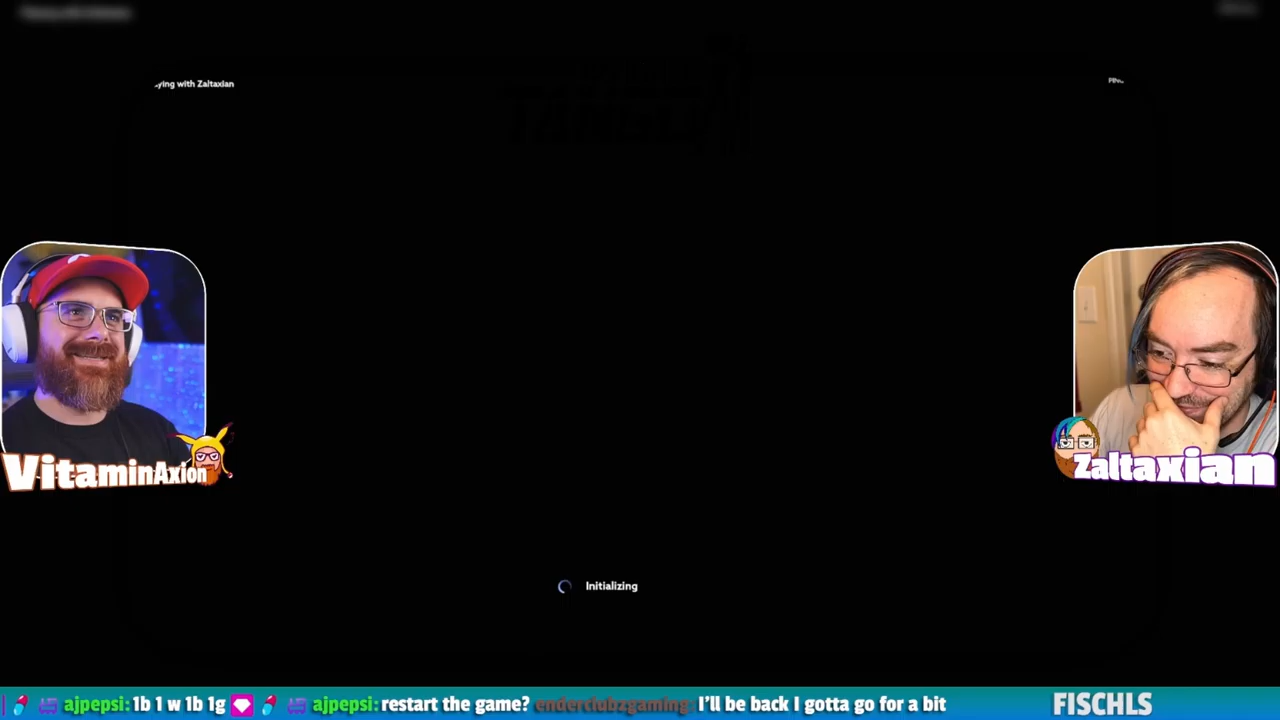 ying with Zaltaxian
VitaminAxion
Zaltaxian
Initializing
ajpepsi: 1b 1 w 1b 1g ajpepsi: restart the game? enderclubzgaming: I'll be back I gotta go for a bit
FISCHLS